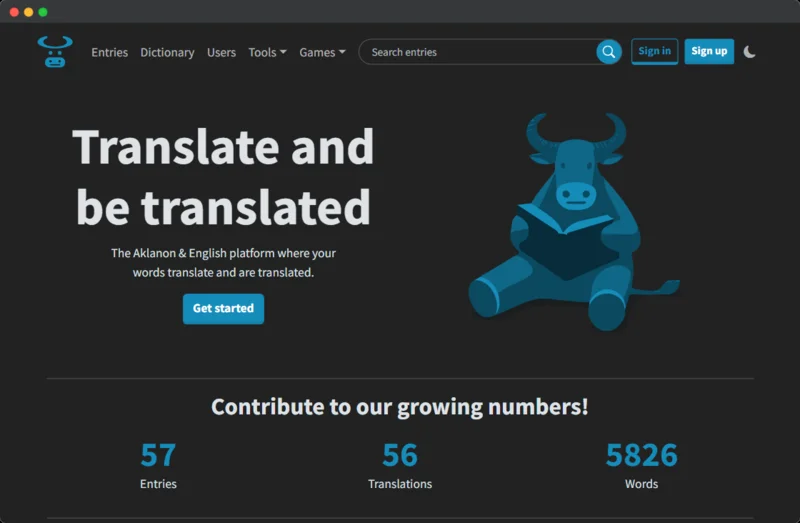 Entries Dictionary Users Tools Games Search entries Sign in Sign up
Translate and
be translated
The Aklanon & English platform where your
words translate and are translated.
Get started
Contribute to our growing numbers!
57 56 5826
Entries Translations Words